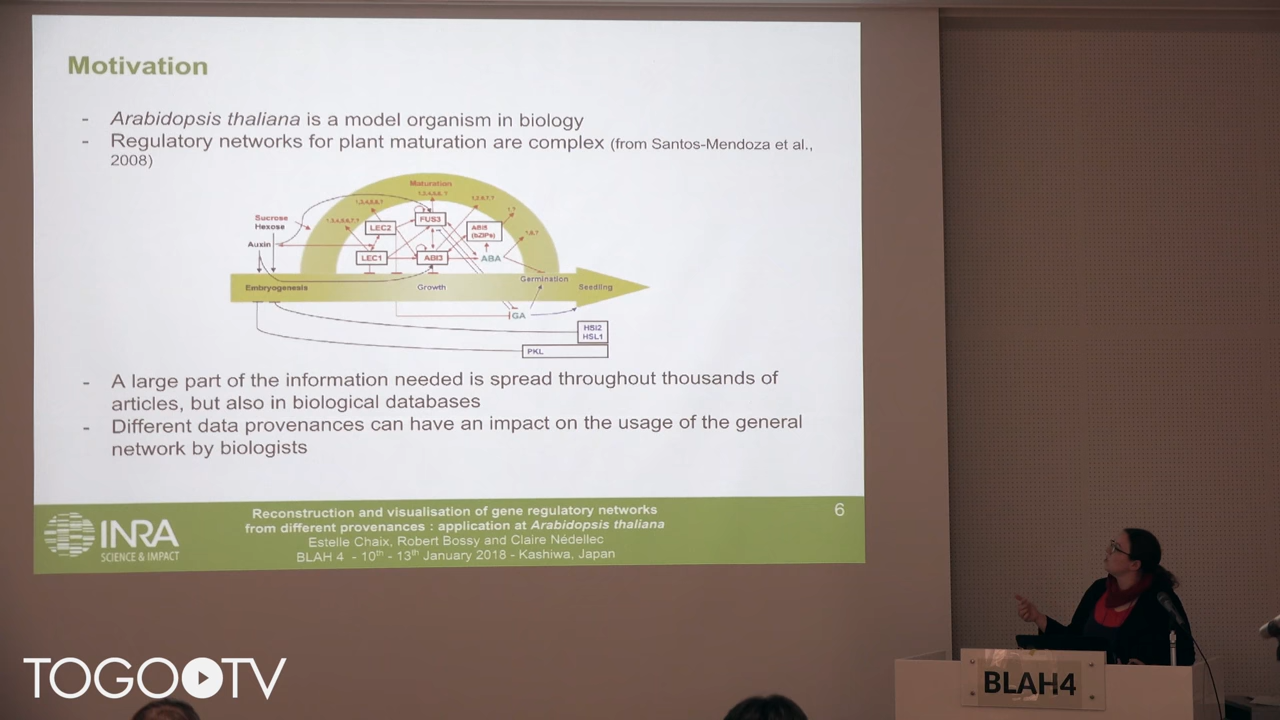 Motivation
- Arabidopsis thaliana is a model organism in biology
- Regulatory networks for plant maturation are complex (from Santos-Mendoza et al.,
2008)
Maturation
Sucrose
Hexose
Auxin
LEC2
FUS3
ABI5
(bZIPs)
LEC1
ABI3
ABA
Embryogenesis
Growth
Germination
Seedling
GA
HSI2
HSL1
PKL
- A large part of the information needed is spread throughout thousands of
articles, but also in biological databases
- Different data provenances can have an impact on the usage of the general
network by biologists
INRA
SCIENCE & IMPACT
Reconstruction and visualisation of gene regulatory networks
from different provenances : application at Arabidopsis thaliana
Estelle Chaix, Robert Bossy and Claire Nédellec
BLAH 4 - 10th - 13th January 2018 - Kashiwa, Japan
6
TOGO TV
BLAH4